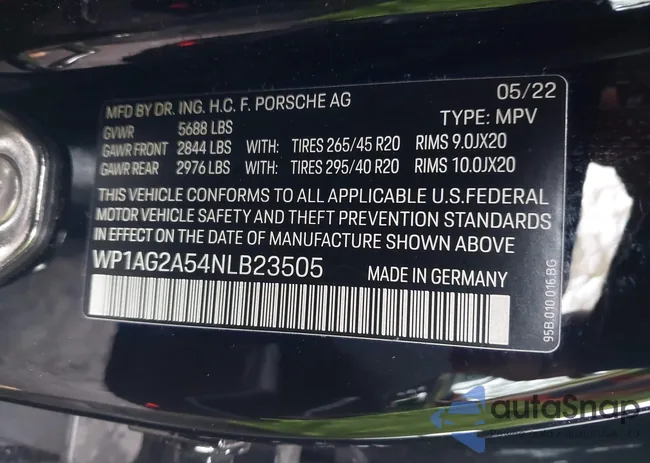 MFD BY DR. ING. H.C. F. PORSCHE AG 05/22
GVWR 5688 LBS TYPE: MPV
GAWR FRONT 2844 LBS WITH: TIRES 265/45 R20 RIMS 9.0JX20
GAWR REAR 2976 LBS WITH: TIRES 295/40 R20 RIMS 10.0JX20
THIS VEHICLE CONFORMS TO ALL APPLICABLE U.S.FEDERAL
MOTOR VEHICLE SAFETY AND THEFT PREVENTION STANDARDS
IN EFFECT ON THE DATE OF MANUFACTURE SHOWN ABOVE
WP1AG2A54NLB23505 MADE IN GERMANY
95B.010.016.BG
autoSnap